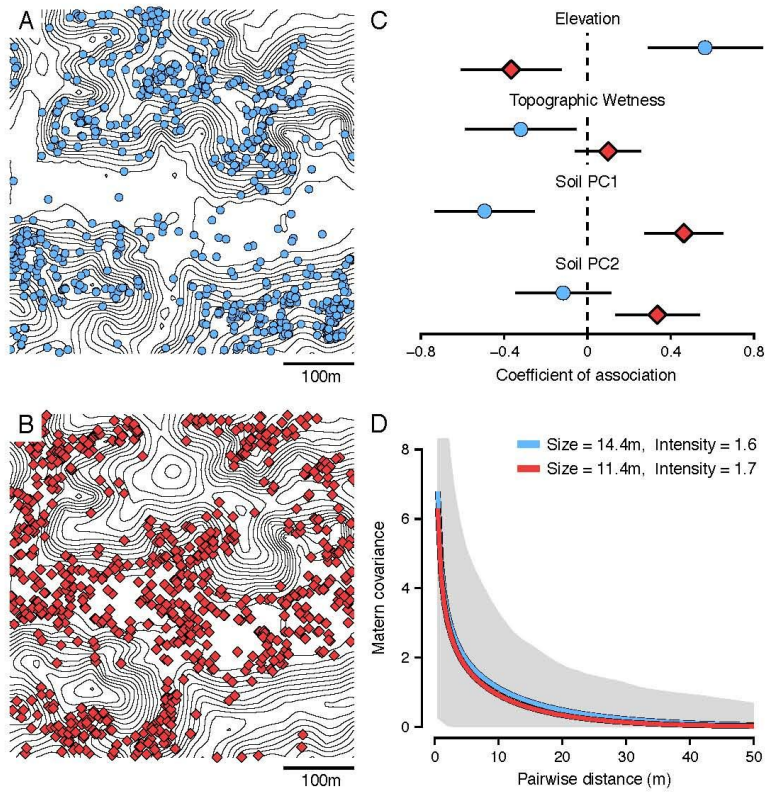 A
100m
B
100m
C
Elevation
Topographic Wetness
Soil PC1
Soil PC2
−0.8 −0.4 0 0.4 0.8
Coefficient of association
D
Size = 14.4m, Intensity = 1.6
Size = 11.4m, Intensity = 1.7
8
6
4
2
0
Matern covariance
0 10 20 30 40 50
Pairwise distance (m)